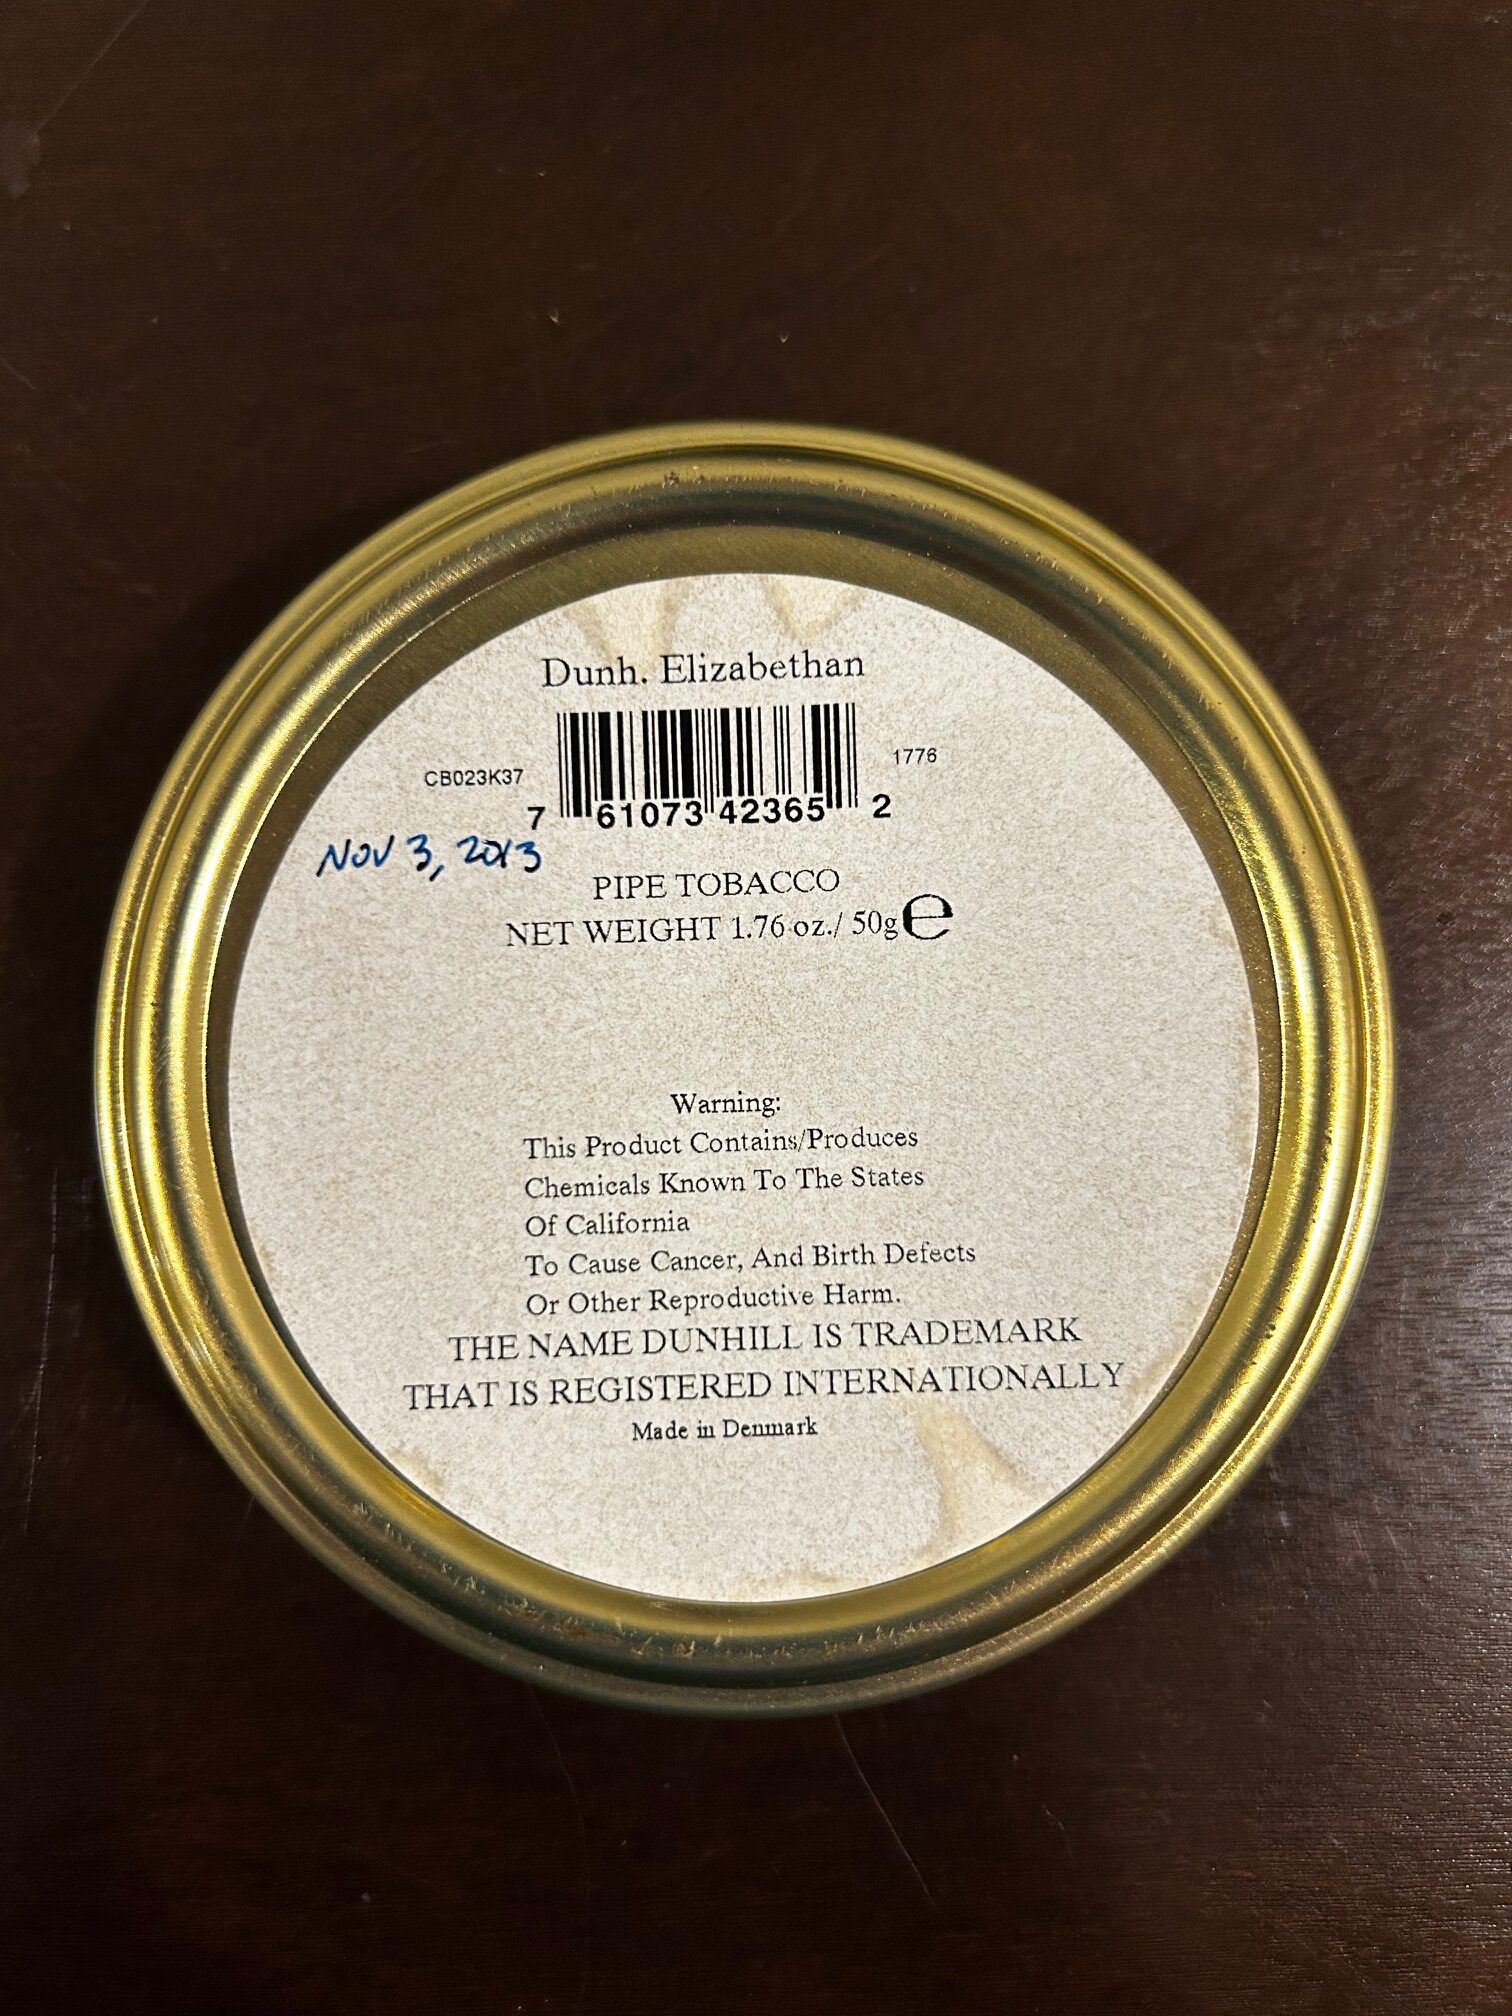 Dunh. Elizabethan
CB023K37
1776
7 61073 42365 2
NOV 3, 2013
PIPE TOBACCO
NET WEIGHT 1.76 oz./ 50g ℮
Warning:
This Product Contains/Produces
Chemicals Known To The States
Of California
To Cause Cancer, And Birth Defects
Or Other Reproductive Harm.
THE NAME DUNHILL IS TRADEMARK
THAT IS REGISTERED INTERNATIONALLY
Made in Denmark